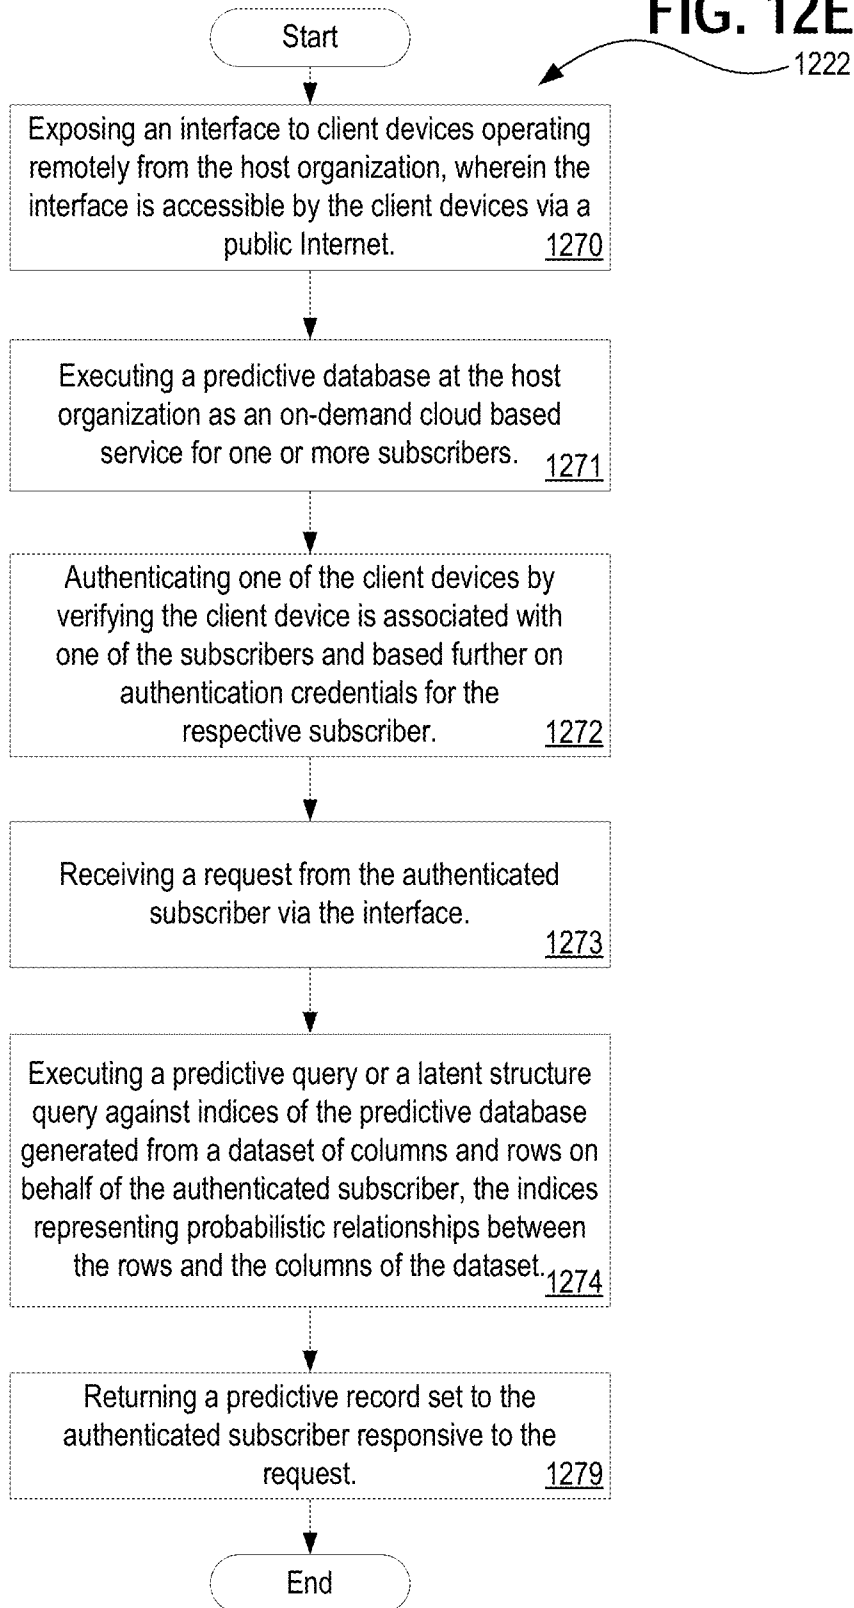 FIG. 12E
Start
1222
Exposing an interface to client devices operating
remotely from the host organization, wherein the
interface is accessible by the client devices via a
public Internet.
1270
Executing a predictive database at the host
organization as an on-demand cloud based
service for one or more subscribers.
1271
Authenticating one of the client devices by
verifying the client device is associated with
one of the subscribers and based further on
authentication credentials for the
respective subscriber.
1272
Receiving a request from the authenticated
subscriber via the interface.
1273
Executing a predictive query or a latent structure
query against indices of the predictive database
generated from a dataset of columns and rows on
behalf of the authenticated subscriber, the indices
representing probabilistic relationships between
the rows and the columns of the dataset.
1274
Returning a predictive record set to the
authenticated subscriber responsive to the
request.
1279
End